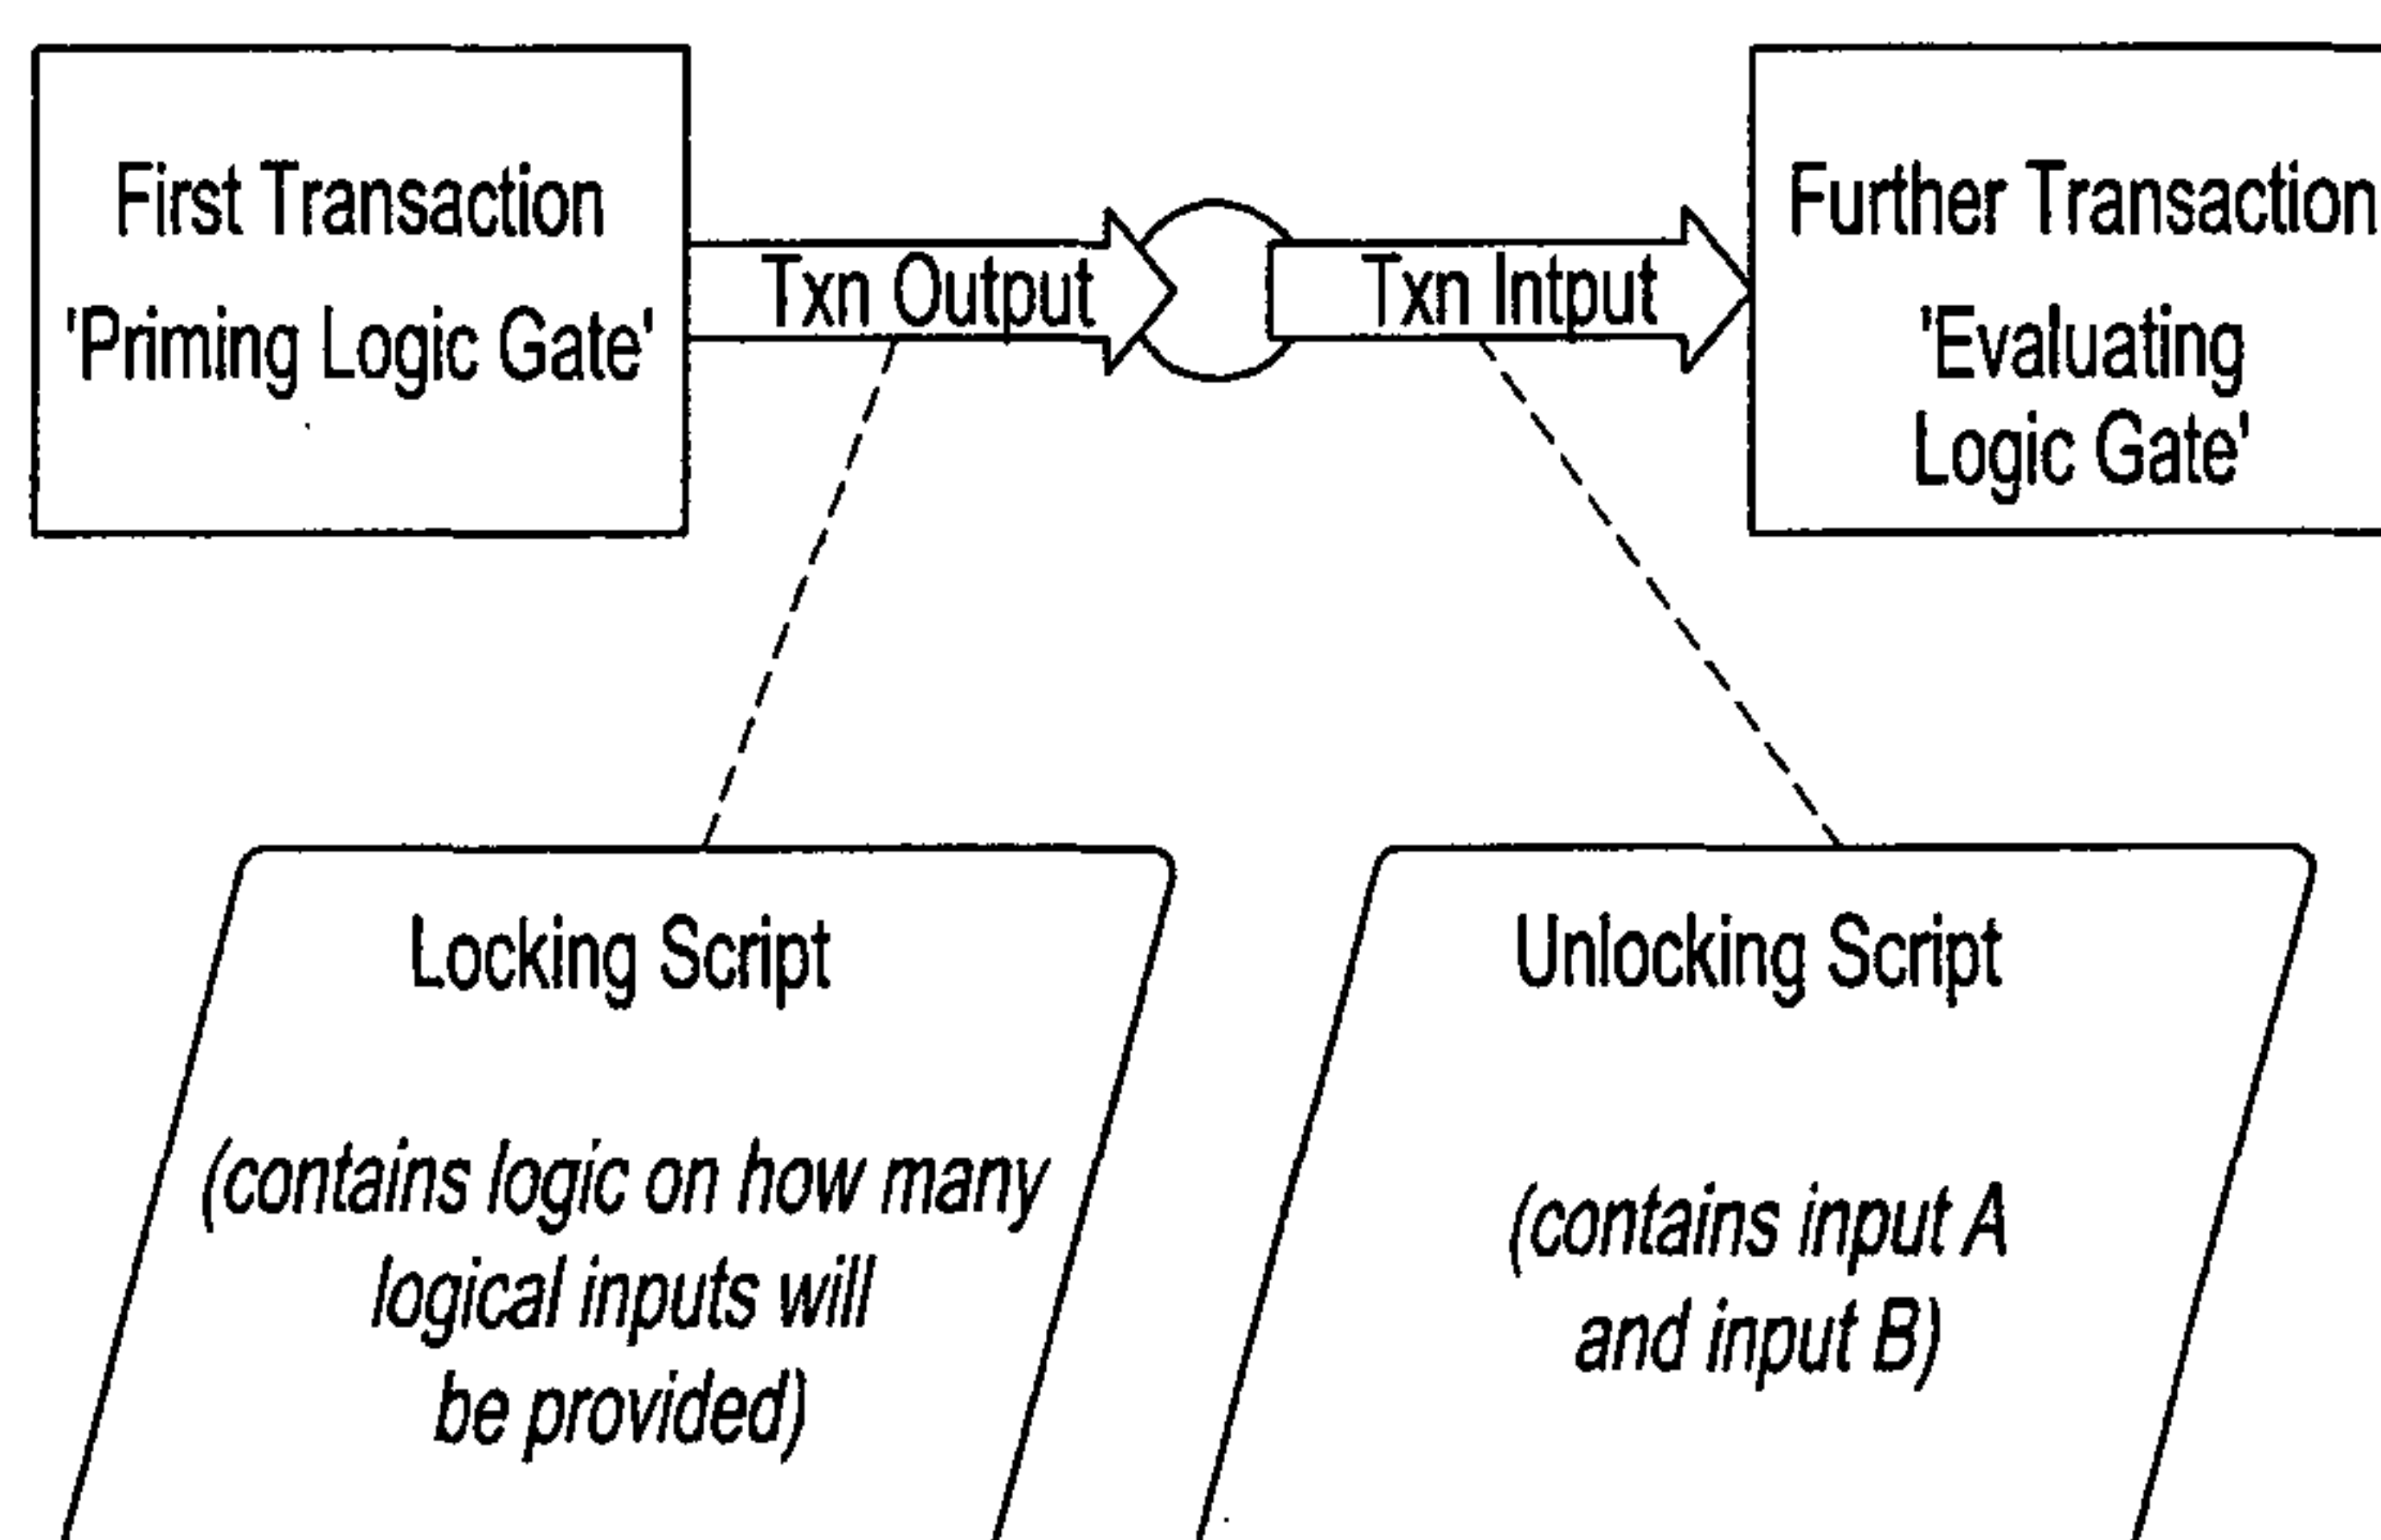 First Transaction
'Priming Logic Gate'
Txn Output
Txn Intput
Further Transaction
'Evaluating
Logic Gate'
Locking Script
(contains logic on how many
logical inputs will
be provided)
Unlocking Script
(contains input A
and input B)